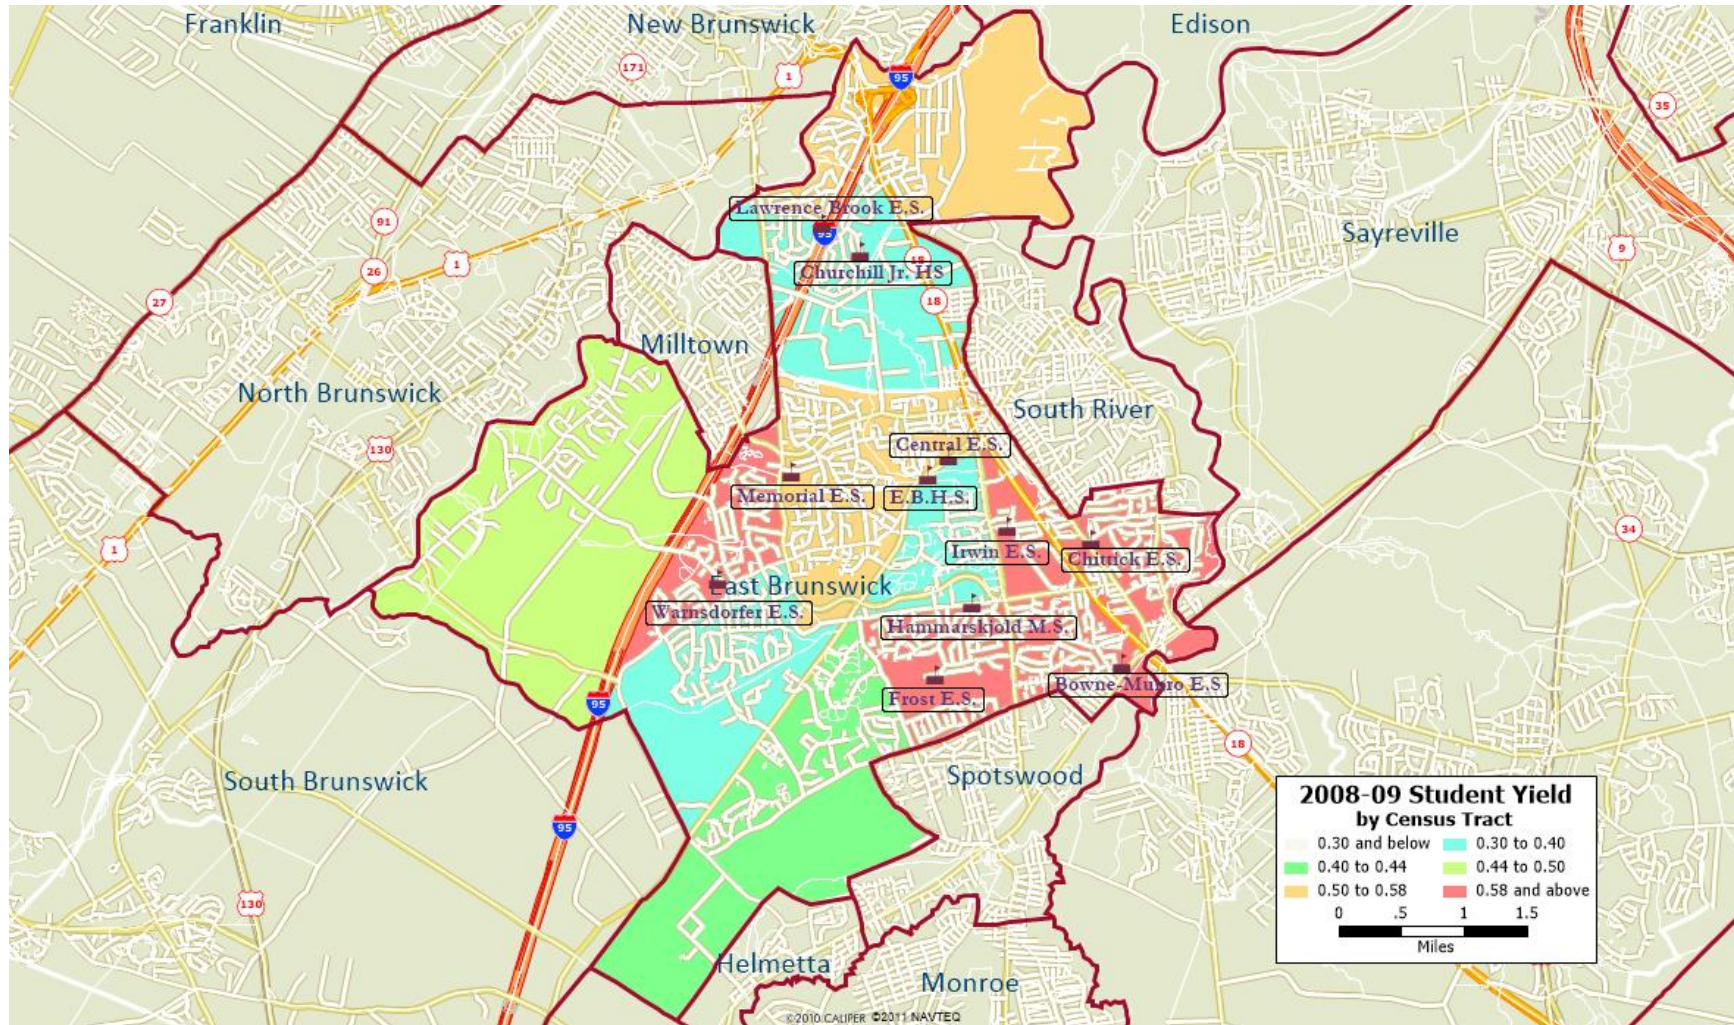 Franklin
New Brunswick
Edison
171
1
95
35
91
Lawrence Brook E.S.
95
Sayreville
9
26
1
Churchill Jr. HS
18
27
18
Milltown
North Brunswick
South River
130
Central E.S.
Memorial E.S.
E.B.H.S.
34
1
Irwin E.S.
Chittick E.S.
East Brunswick
Warnsdorfer E.S.
Hammarskjold M.S.
Frost E.S.
Bowne-Munro E.S.
95
18
South Brunswick
Spotswood
95
130
Helmetta
Monroe
2008-09 Student Yield
by Census Tract
0.30 and below 0.30 to 0.40
0.40 to 0.44 0.44 to 0.50
0.50 to 0.58 0.58 and above
0 .5 1 1.5
Miles
©2010 CALIPER ©2011 NAVTEQ